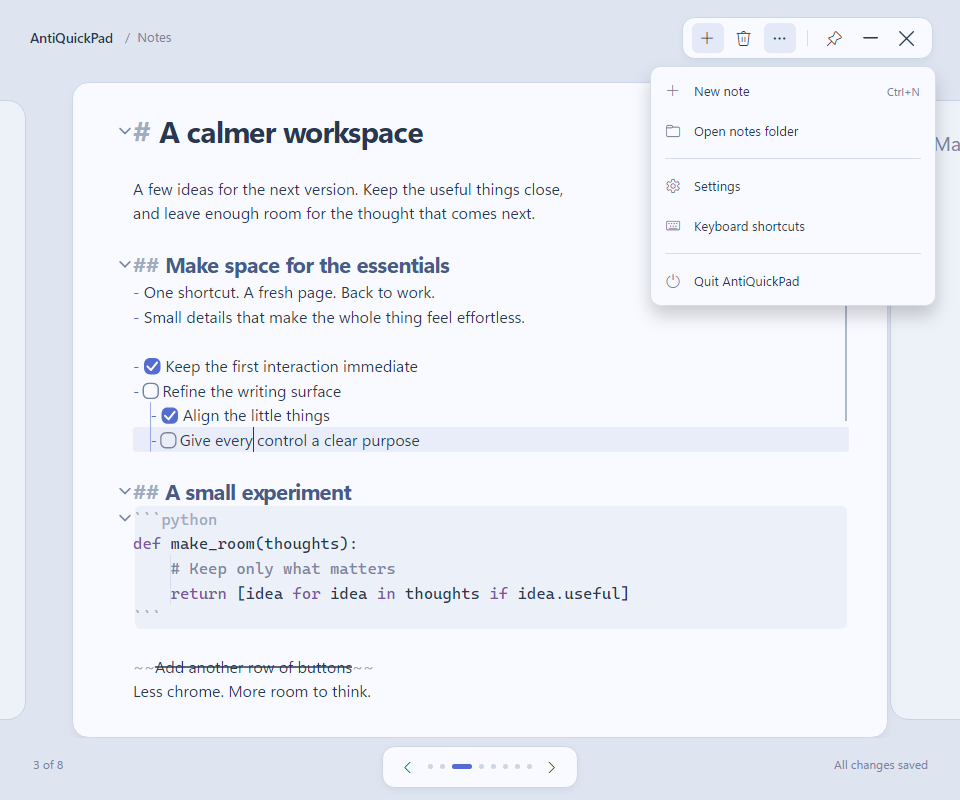 AntiQuickPad / Notes
# A calmer workspace
A few ideas for the next version. Keep the useful things close,
and leave enough room for the thought that comes next.
## Make space for the essentials
- One shortcut. A fresh page. Back to work.
- Small details that make the whole thing feel effortless.
- Keep the first interaction immediate
- Refine the writing surface
- Align the little things
- Give every control a clear purpose
## A small experiment
```python
def make_room(thoughts):
# Keep only what matters
return [idea for idea in thoughts if idea.useful]
```
~~Add another row of buttons~~
Less chrome. More room to think.
New note Ctrl+N
Open notes folder
Settings
Keyboard shortcuts
Quit AntiQuickPad
Ma
3 of 8
All changes saved